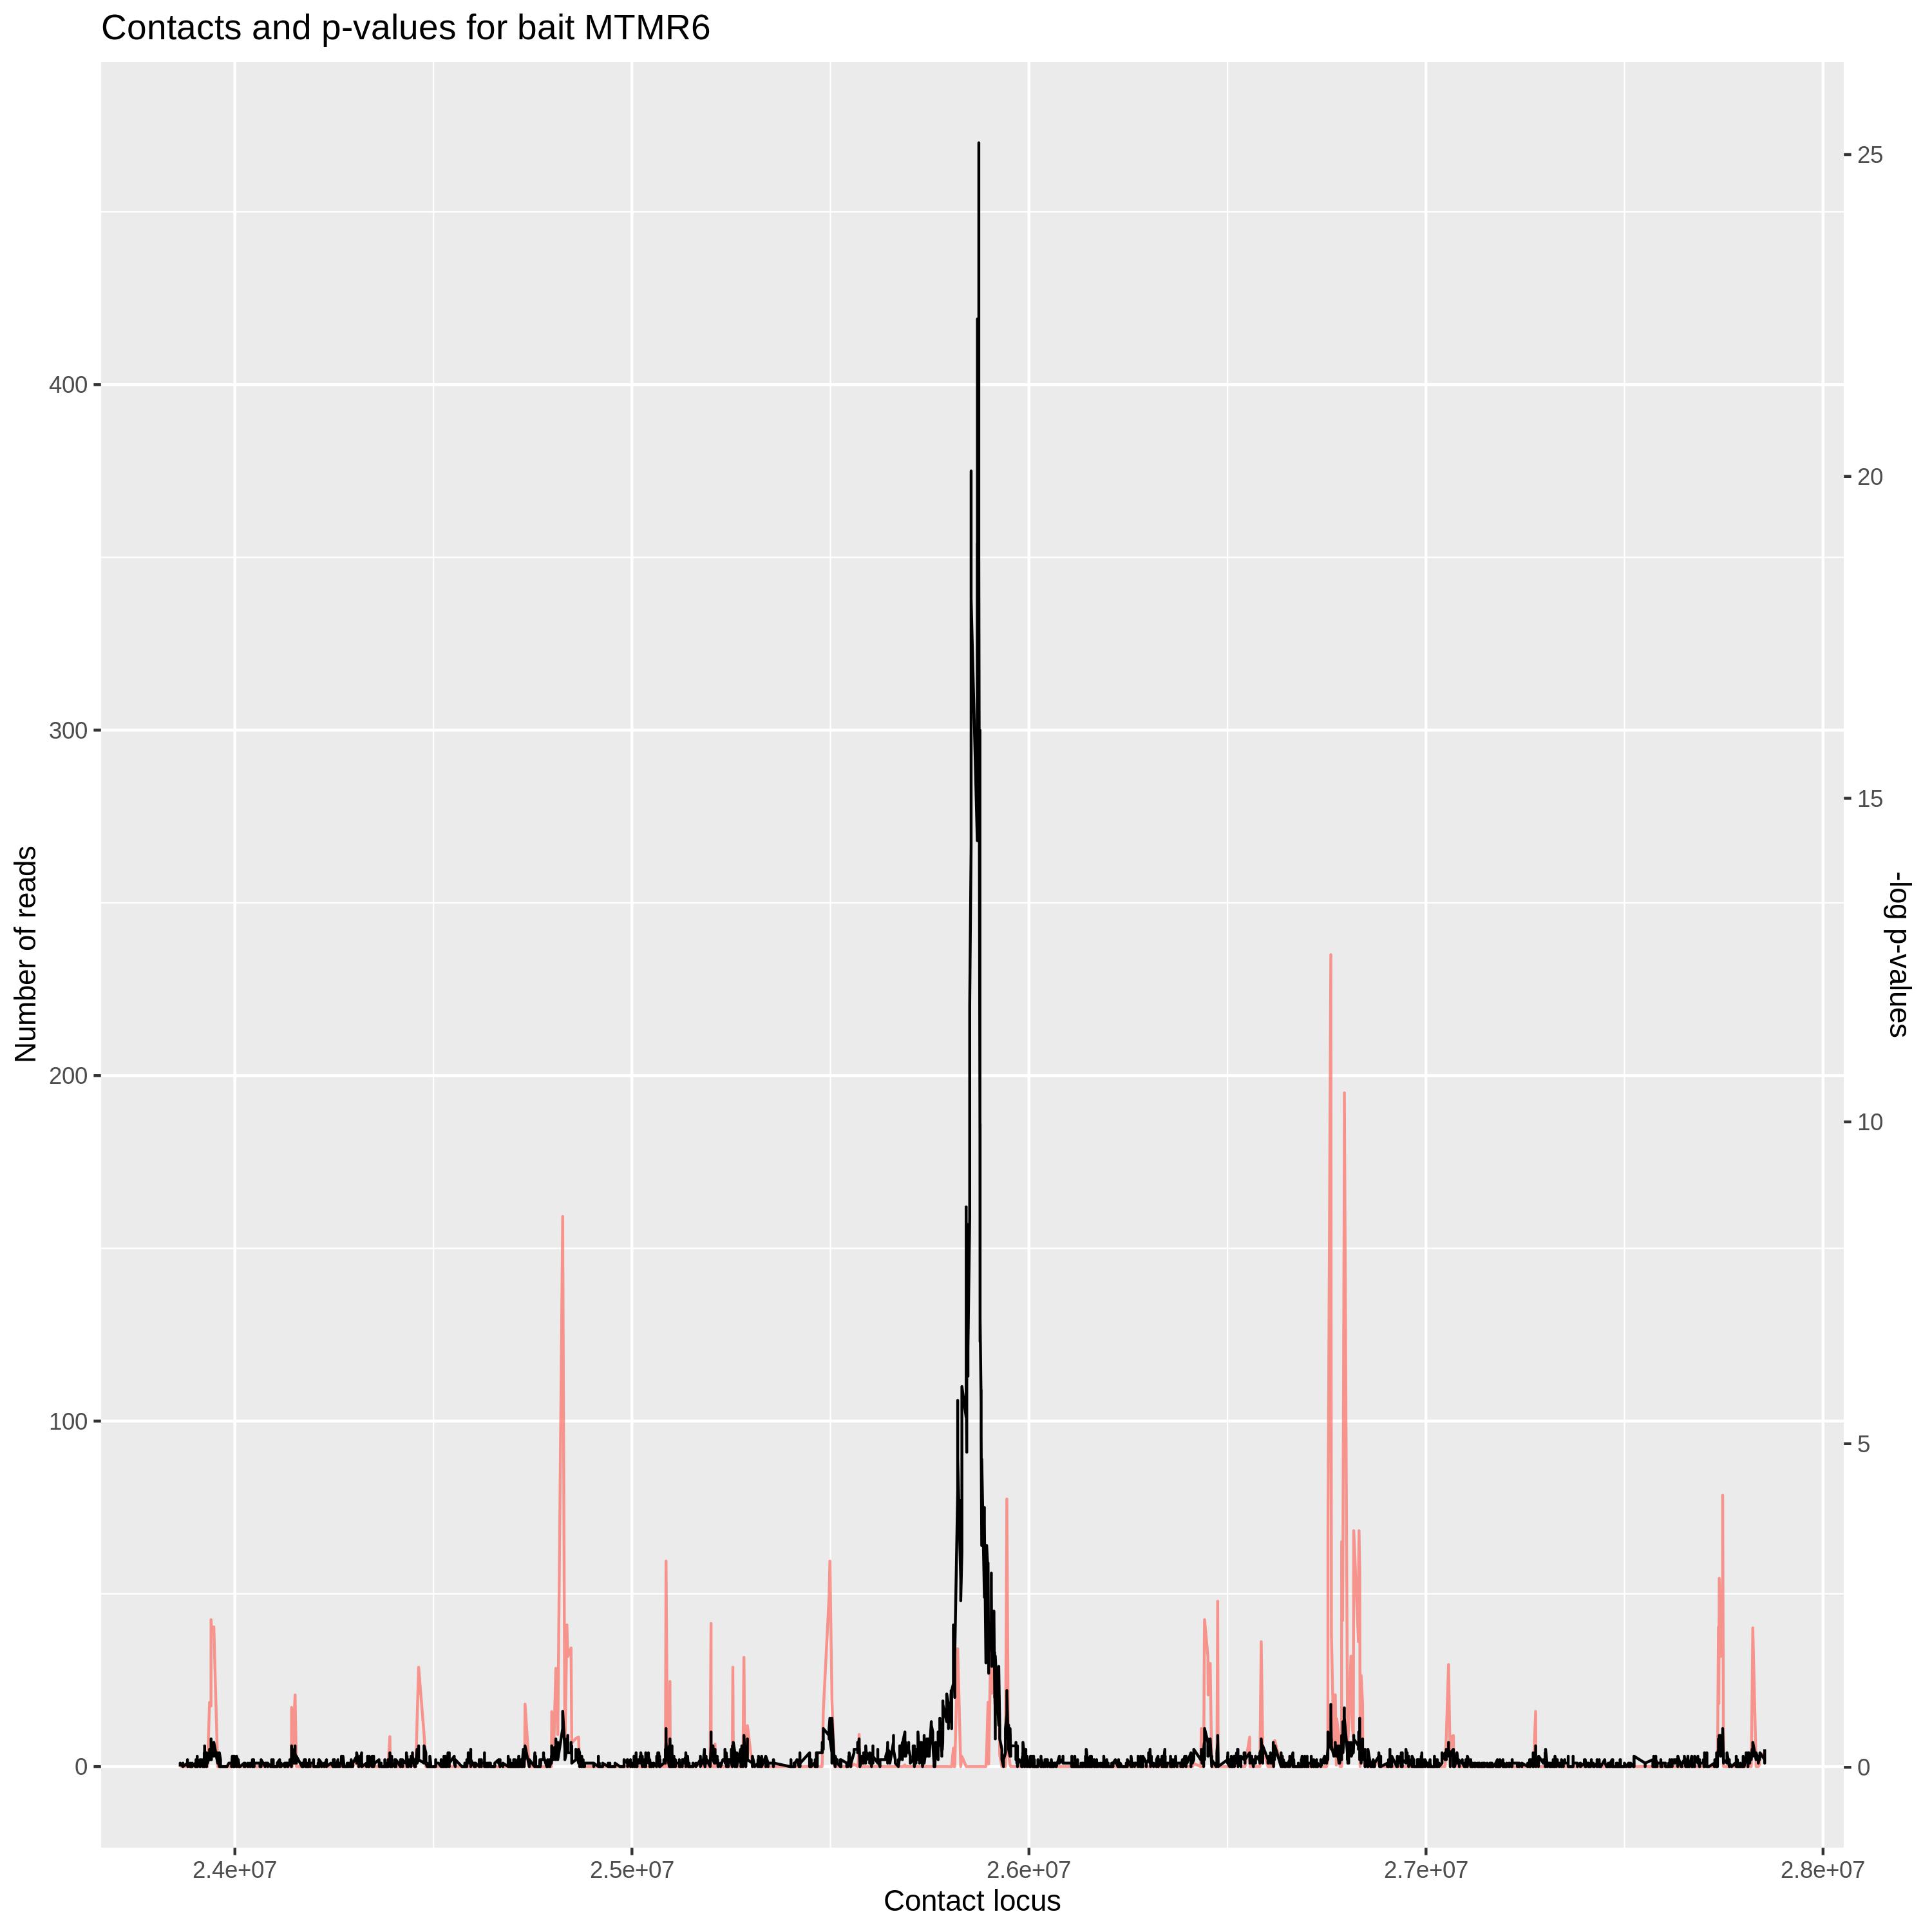 Contacts and p-values for bait MTMR6
Number of reads
400
300
200
100
0
25
20
15
10
5
0
-log p-values
2.4e+07 2.5e+07 2.6e+07 2.7e+07 2.8e+07
Contact locus